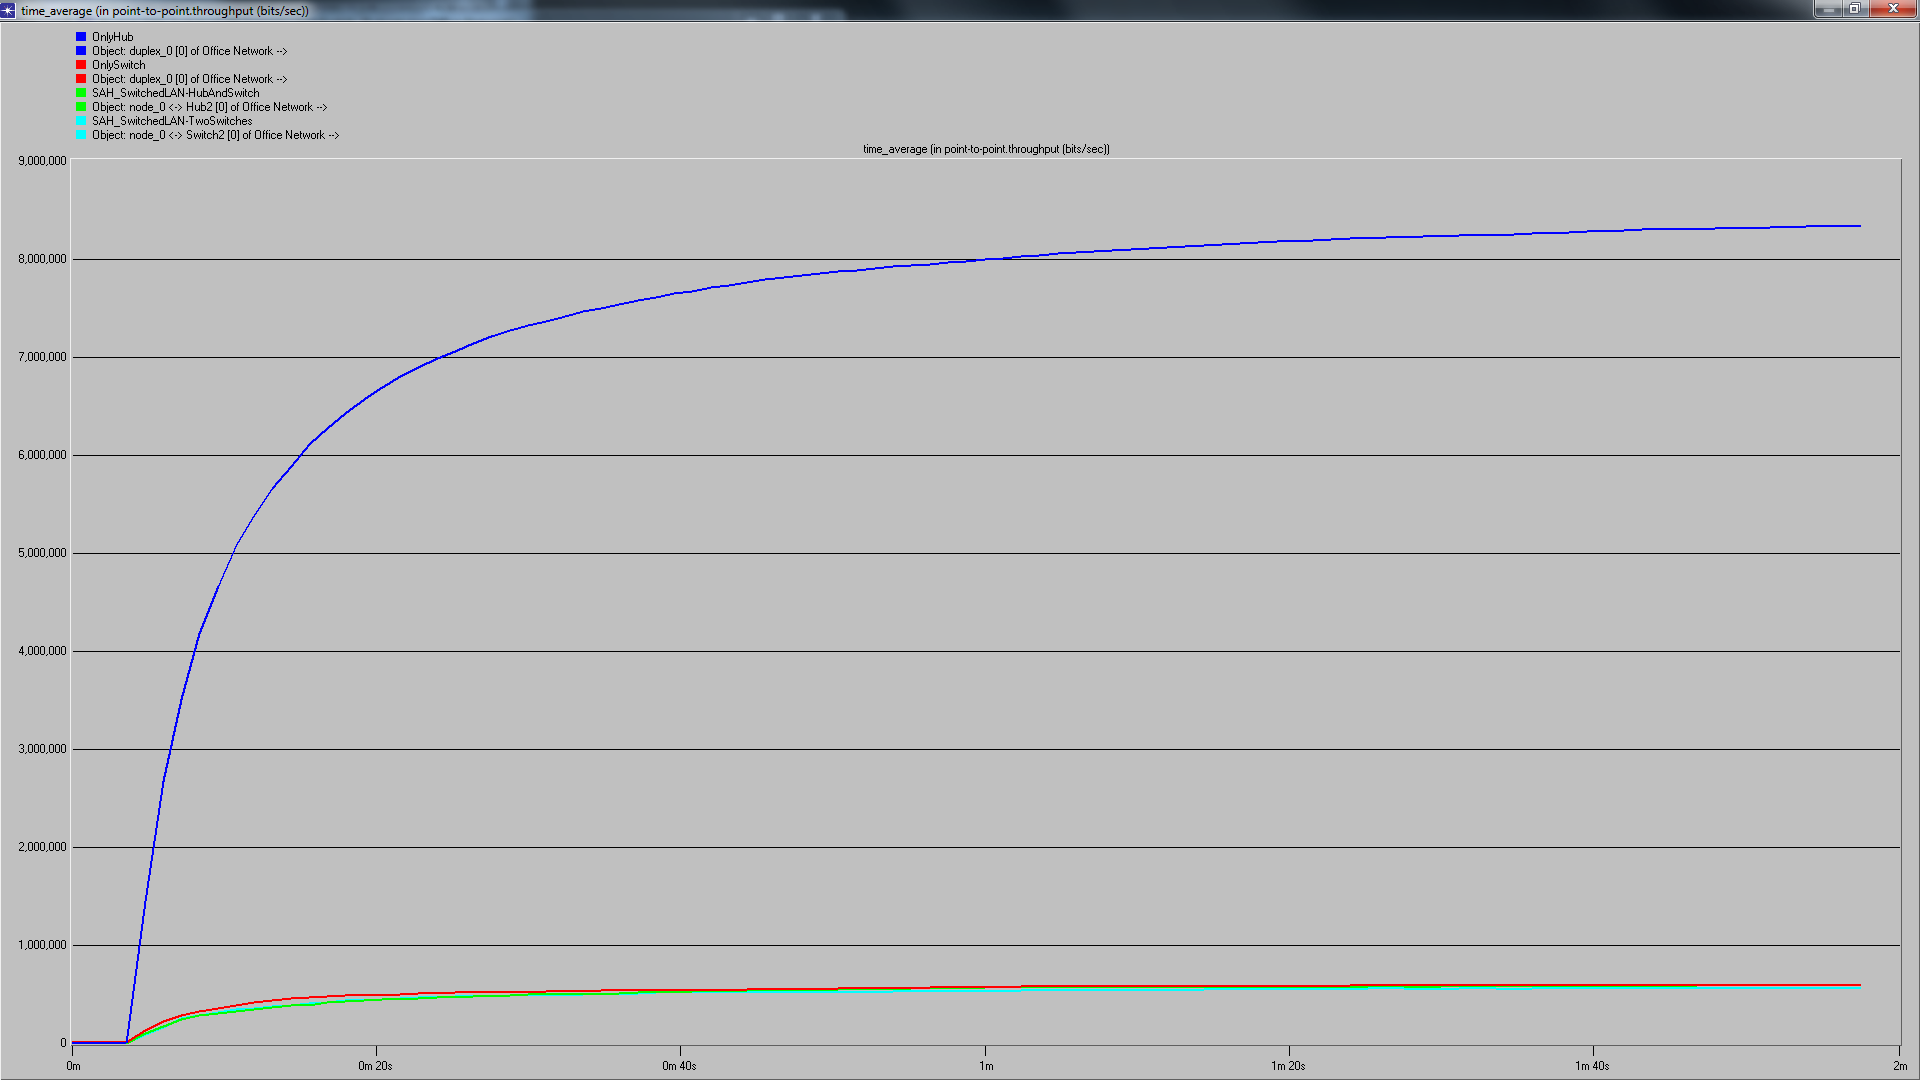 time_average (in point-to-point.throughput (bits/sec))
OnlyHub
Object: duplex_0 [0] of Office Network -->
OnlySwitch
Object: duplex_0 [0] of Office Network -->
SAH_SwitchedLAN-HubAndSwitch
Object: node_0 <-> Hub2 [0] of Office Network -->
SAH_SwitchedLAN-TwoSwitches
Object: node_0 <-> Switch2 [0] of Office Network -->
time_average (in point-to-point.throughput (bits/sec))
9,000,000
8,000,000
7,000,000
6,000,000
5,000,000
4,000,000
3,000,000
2,000,000
1,000,000
0
0m 0m 20s 0m 40s 1m 1m 20s 1m 40s 2m